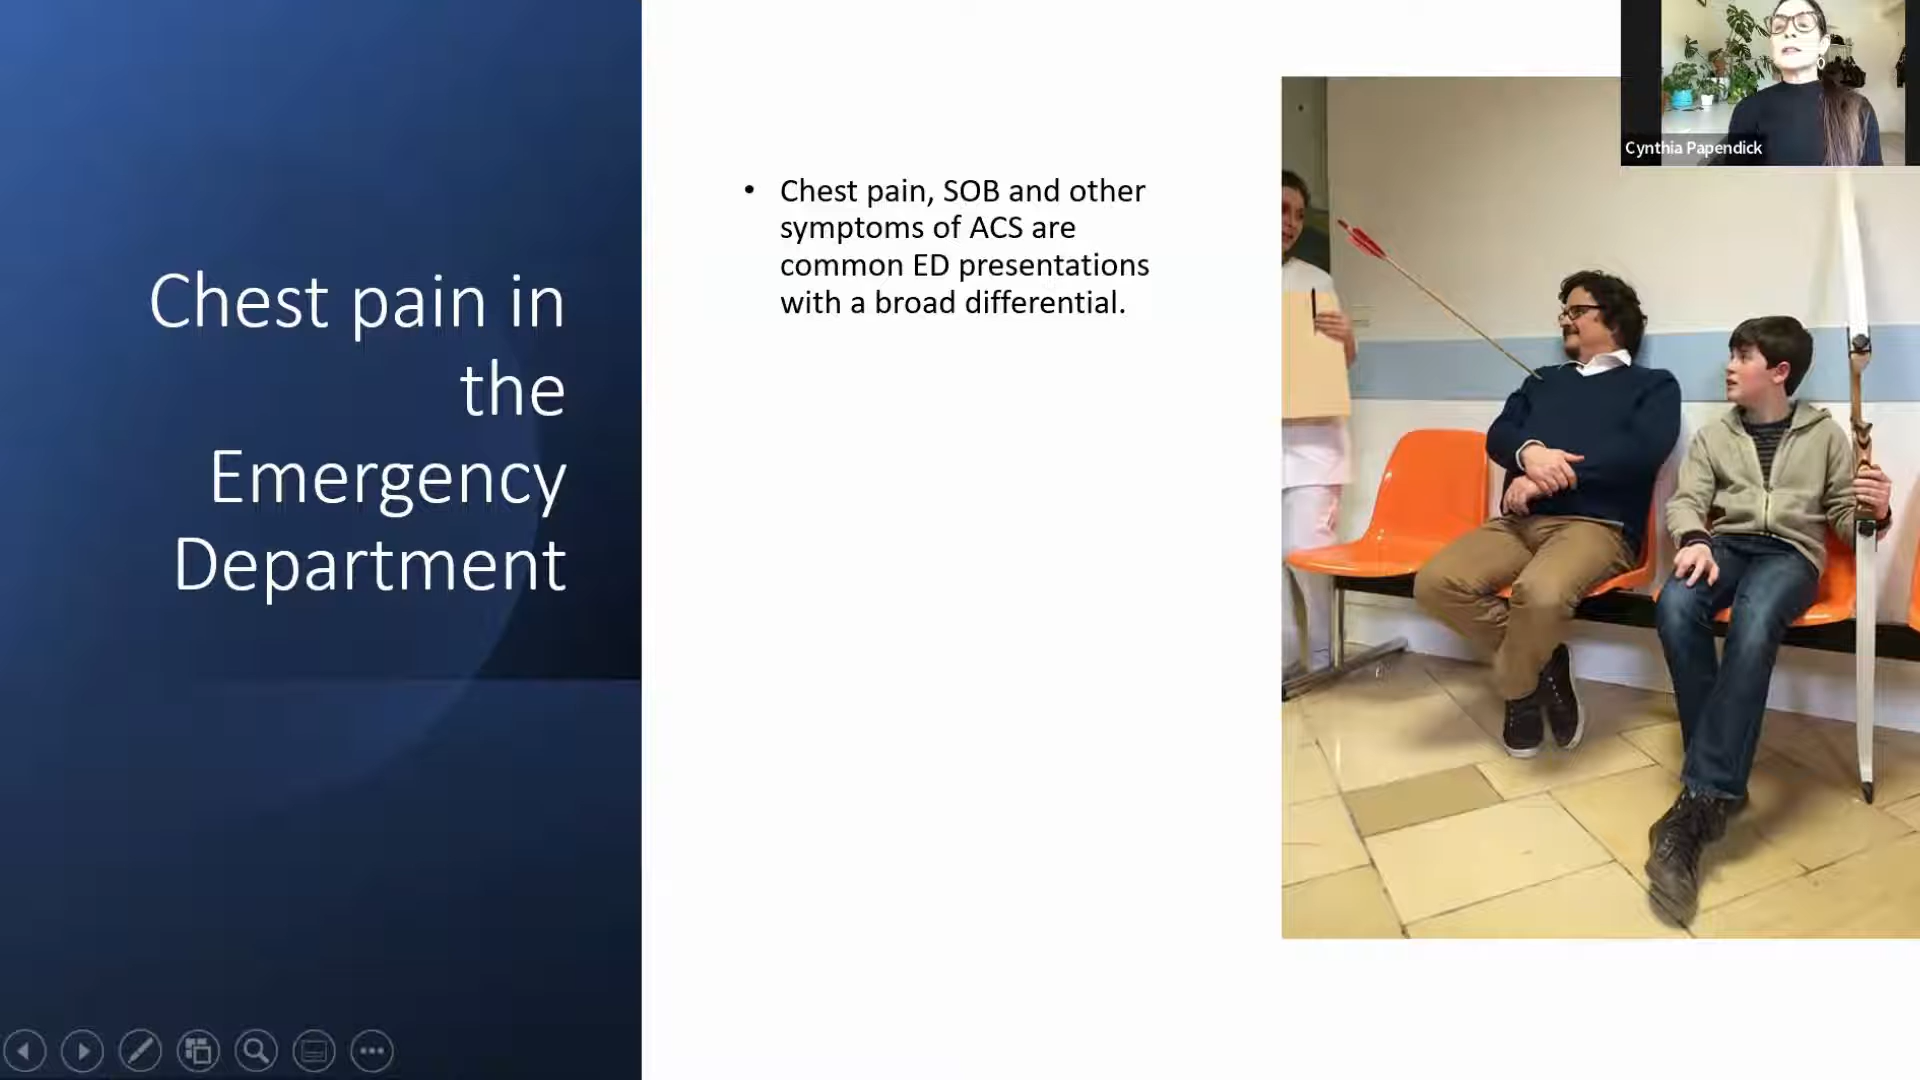 Chest pain in
the
Emergency
Department
• Chest pain, SOB and other
symptoms of ACS are
common ED presentations
with a broad differential.
Cynthia Papendick